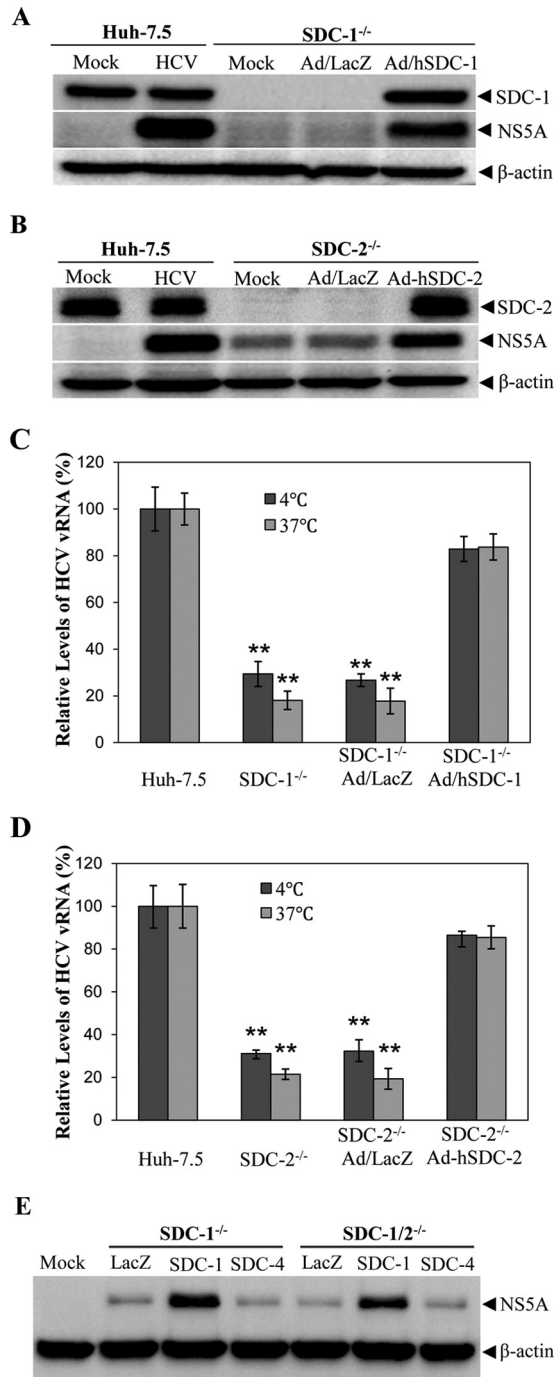 A
Huh-7.5 SDC-1-/-
Mock HCV Mock Ad/LacZ Ad/hSDC-1
◄SDC-1
◄NS5A
◄β-actin
B
Huh-7.5 SDC-2-/-
Mock HCV Mock Ad/LacZ Ad-hSDC-2
◄SDC-2
◄NS5A
◄β-actin
C
Relative Levels of HCV vRNA (%)
120
100
80
60
40
20
0
4°C
37°C
** ** ** **
Huh-7.5 SDC-1-/- SDC-1-/- Ad/LacZ SDC-1-/- Ad/hSDC-1
D
Relative Levels of HCV vRNA (%)
120
100
80
60
40
20
0
4°C
37°C
** ** ** **
Huh-7.5 SDC-2-/- SDC-2-/- Ad/LacZ SDC-2-/- Ad-hSDC-2
E
SDC-1-/- SDC-1/2-/-
Mock LacZ SDC-1 SDC-4 LacZ SDC-1 SDC-4
◄NS5A
◄β-actin